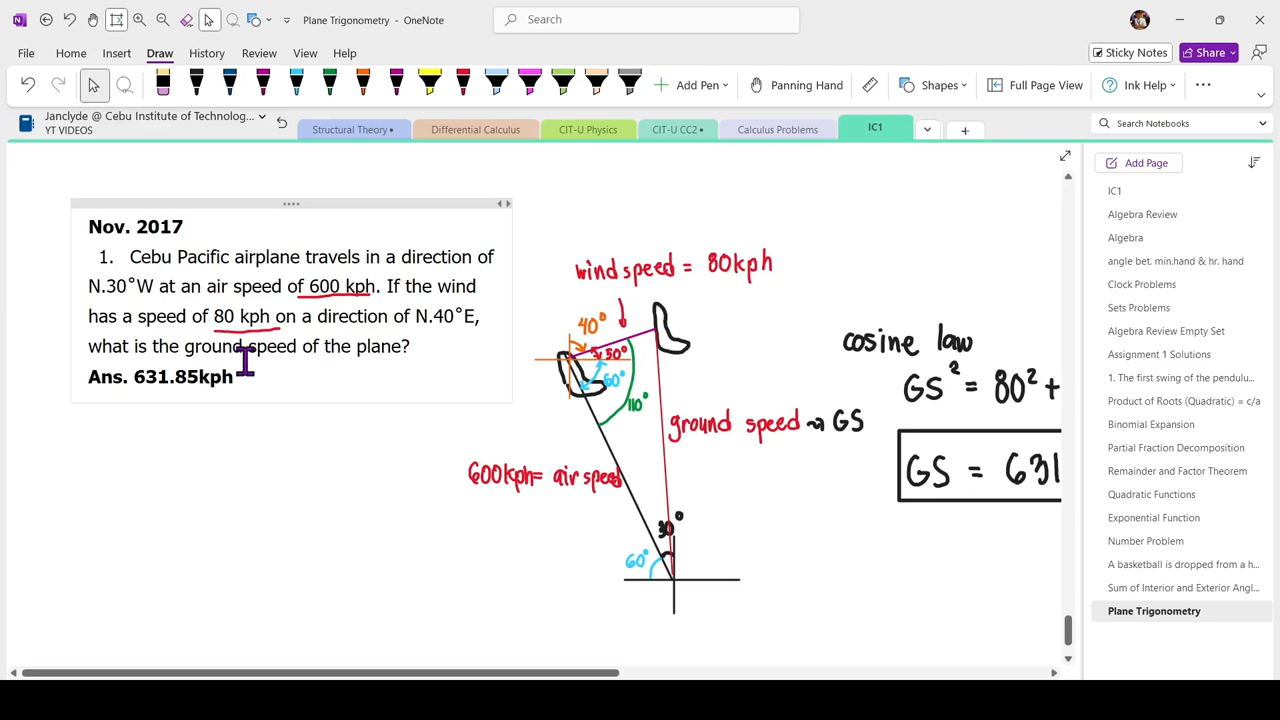 Plane Trigonometry - OneNote
Search
File Home Insert Draw History Review View Help
Sticky Notes
Share
Add Pen
Panning Hand
Shapes
Full Page View
Ink Help
Janclyde @ Cebu Institute of Technolog...
YT VIDEOS
Structural Theory
Differential Calculus
CIT-U Physics
CIT-U CC2
Calculus Problems
IC1
Search Notebooks
Add Page
IC1
Algebra Review
Algebra
angle bet. min.hand & hr. hand
Clock Problems
Sets Problems
Algebra Review Empty Set
Assignment 1 Solutions
1. The first swing of the pendulu...
Product of Roots (Quadratic) = c/a
Binomial Expansion
Partial Fraction Decomposition
Remainder and Factor Theorem
Quadratic Functions
Exponential Function
Number Problem
A basketball is dropped from a h...
Sum of Interior and Exterior Angl...
Plane Trigonometry
Nov. 2017
1. Cebu Pacific airplane travels in a direction of
N.30°W at an air speed of 600 kph. If the wind
has a speed of 80 kph on a direction of N.40°E,
what is the ground speed of the plane?
Ans. 631.85kph
wind speed = 80kph
40°
50°
60°
110°
ground speed ⇝ GS
600kph = air speed
30°
60°
cosine law
GS² = 80² +
GS = 631